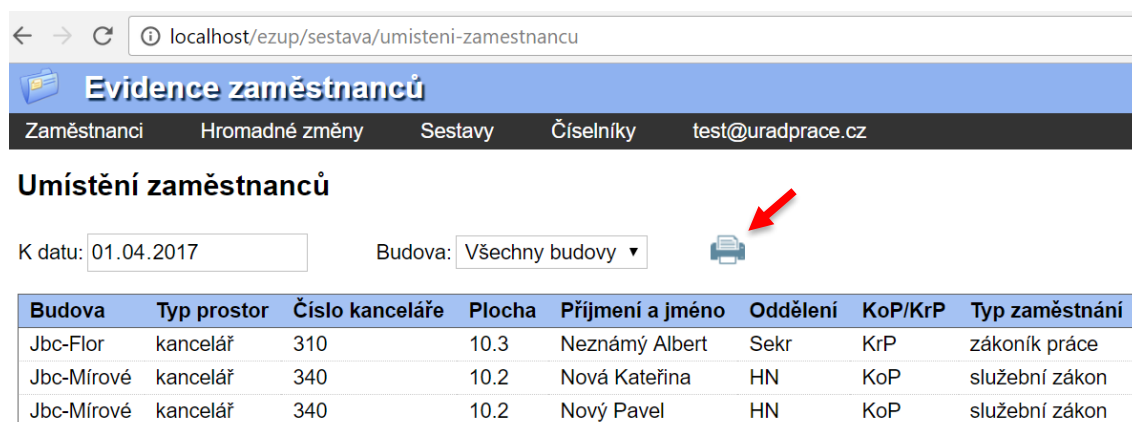 localhost/ezup/sestava/umisteni-zamestnancu
Evidence zaměstnanců
Zaměstnanci Hromadné změny Sestavy Číselníky test@uradprace.cz
Umístění zaměstnanců
K datu: 01.04.2017 Budova: Všechny budovy
Budova Typ prostor Číslo kanceláře Plocha Příjmení a jméno Oddělení KoP/KrP Typ zaměstnání
Jbc-Flor kancelář 310 10.3 Neznámý Albert Sekr KrP zákoník práce
Jbc-Mírové kancelář 340 10.2 Nová Kateřina HN KoP služební zákon
Jbc-Mírové kancelář 340 10.2 Nový Pavel HN KoP služební zákon